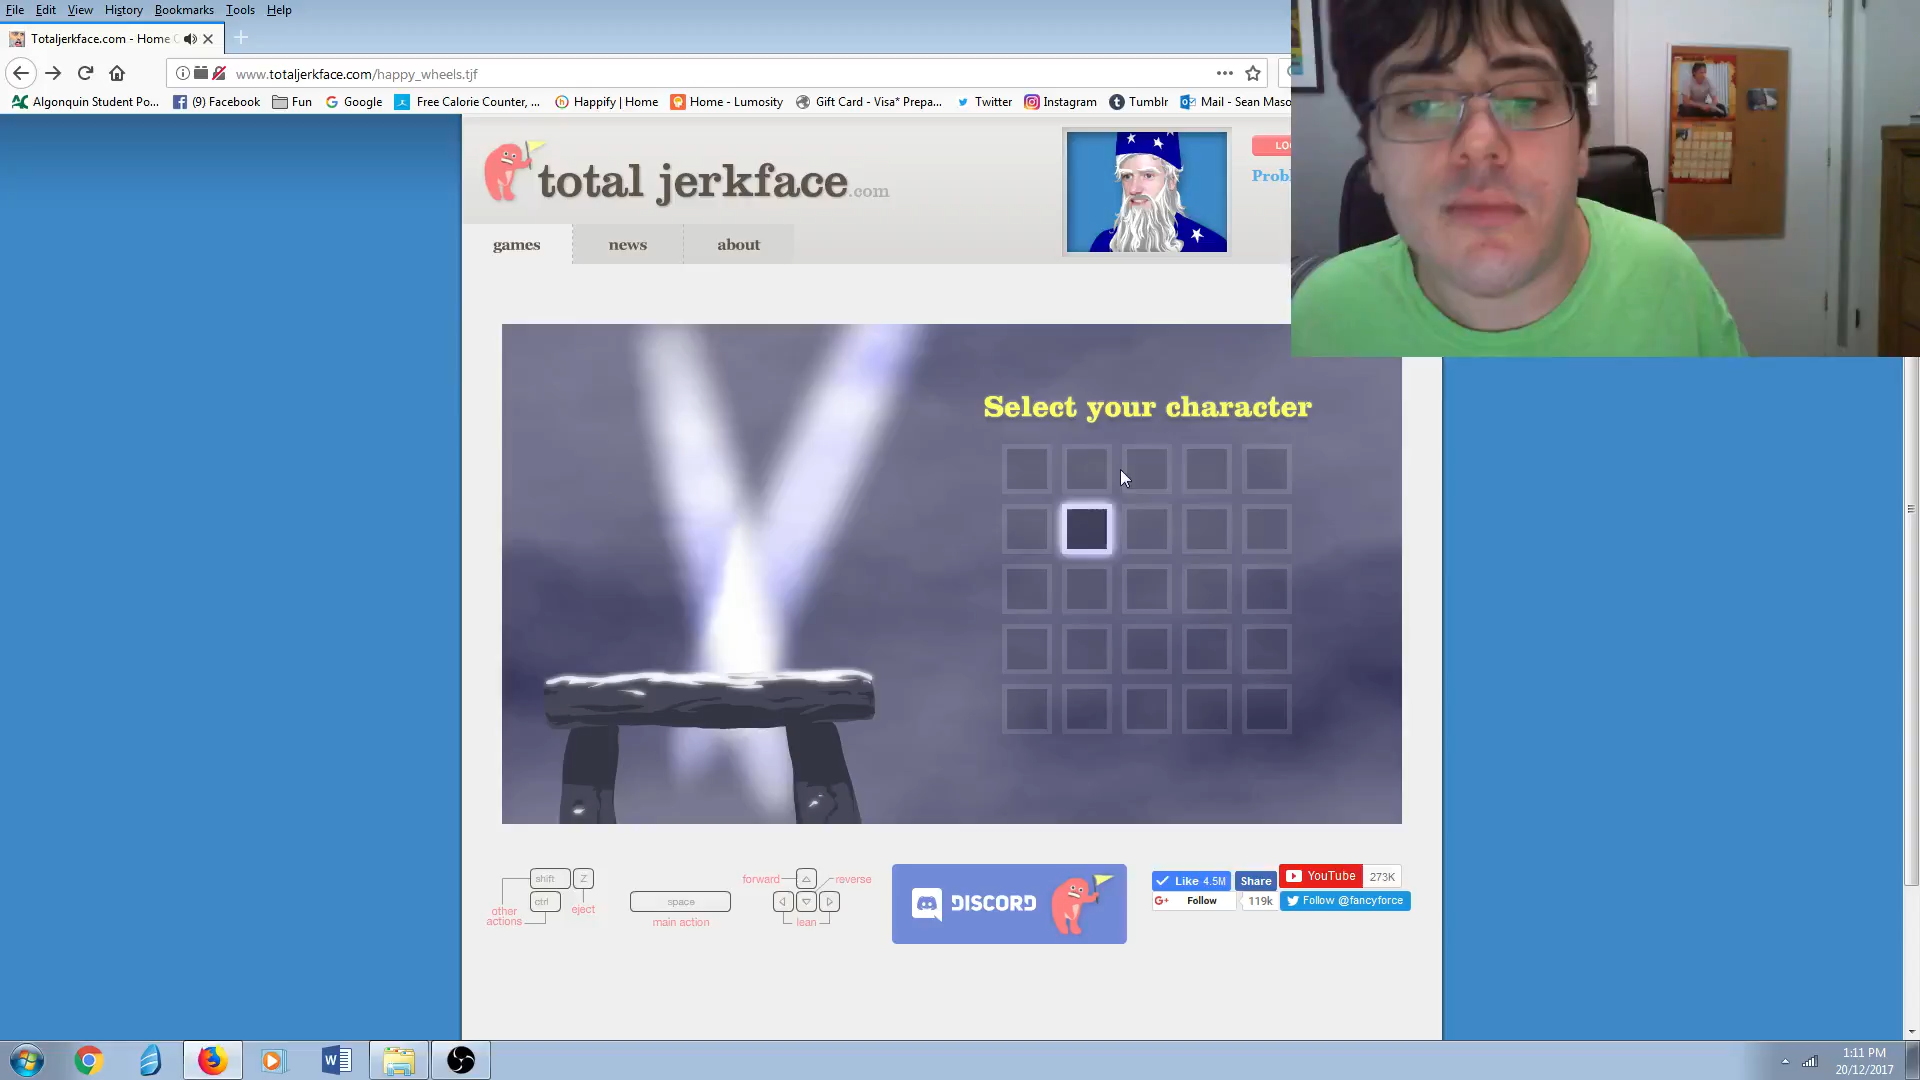 File Edit View History Bookmarks Tools Help
Totaljerkface.com - Home
www.totaljerkface.com/happy_wheels.tjf
Algonquin Student Po... (9) Facebook Fun Google Free Calorie Counter, ... Happify | Home Home - Lumosity Gift Card - Visa* Prepa... Twitter Instagram Tumblr Mail - Sean Maso
total jerkface.com
LO
Probl
games news about
Select your character
shift Z
ctrl
eject
other
actions
space
main action
forward reverse
lean
DISCORD
Like 4.5M Share YouTube 273K
G+ Follow 119k Follow @fancyforce
W
1:11 PM
20/12/2017